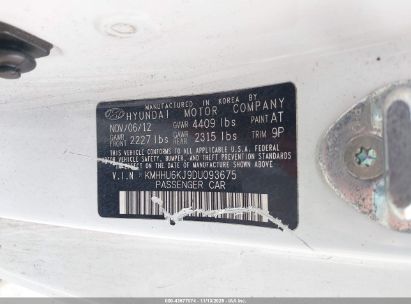 MANUFACTURED IN KOREA BY
HYUNDAI MOTOR COMPANY
NOV/06/12 GVWR 4409 lbs PAINT AT
GAWR FRONT 2227 lbs GAWR REAR 2315 lbs TRIM 9P
THIS VEHICLE CONFORMS TO ALL APPLICABLE U.S.
FEDERAL MOTOR VEHICLE SAFETY, BUMPER, AND THEFT
PREVENTION STANDARDS IN EFFECT ON THE DATE OF
MANUFACTURE SHOWN ABOVE.
V.I.N : KMHHU6KJ9DU093675
PASSENGER CAR